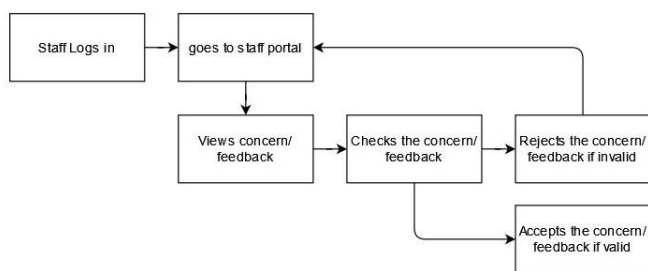 Staff Logs in
goes to staff portal
Views concern/
feedback
Checks the concern/
feedback
Rejects the concern/
feedback if invalid
Accepts the concern/
feedback if valid